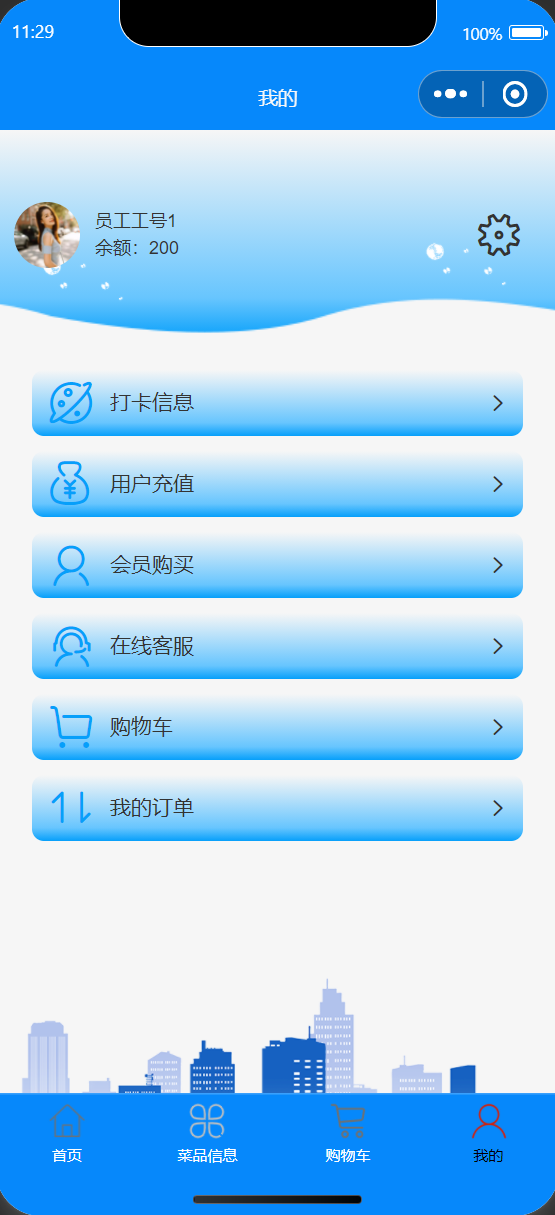 11:29
100%
我的
员工工号1
余额：200
打卡信息
用户充值
会员购买
在线客服
购物车
我的订单
首页
菜品信息
购物车
我的